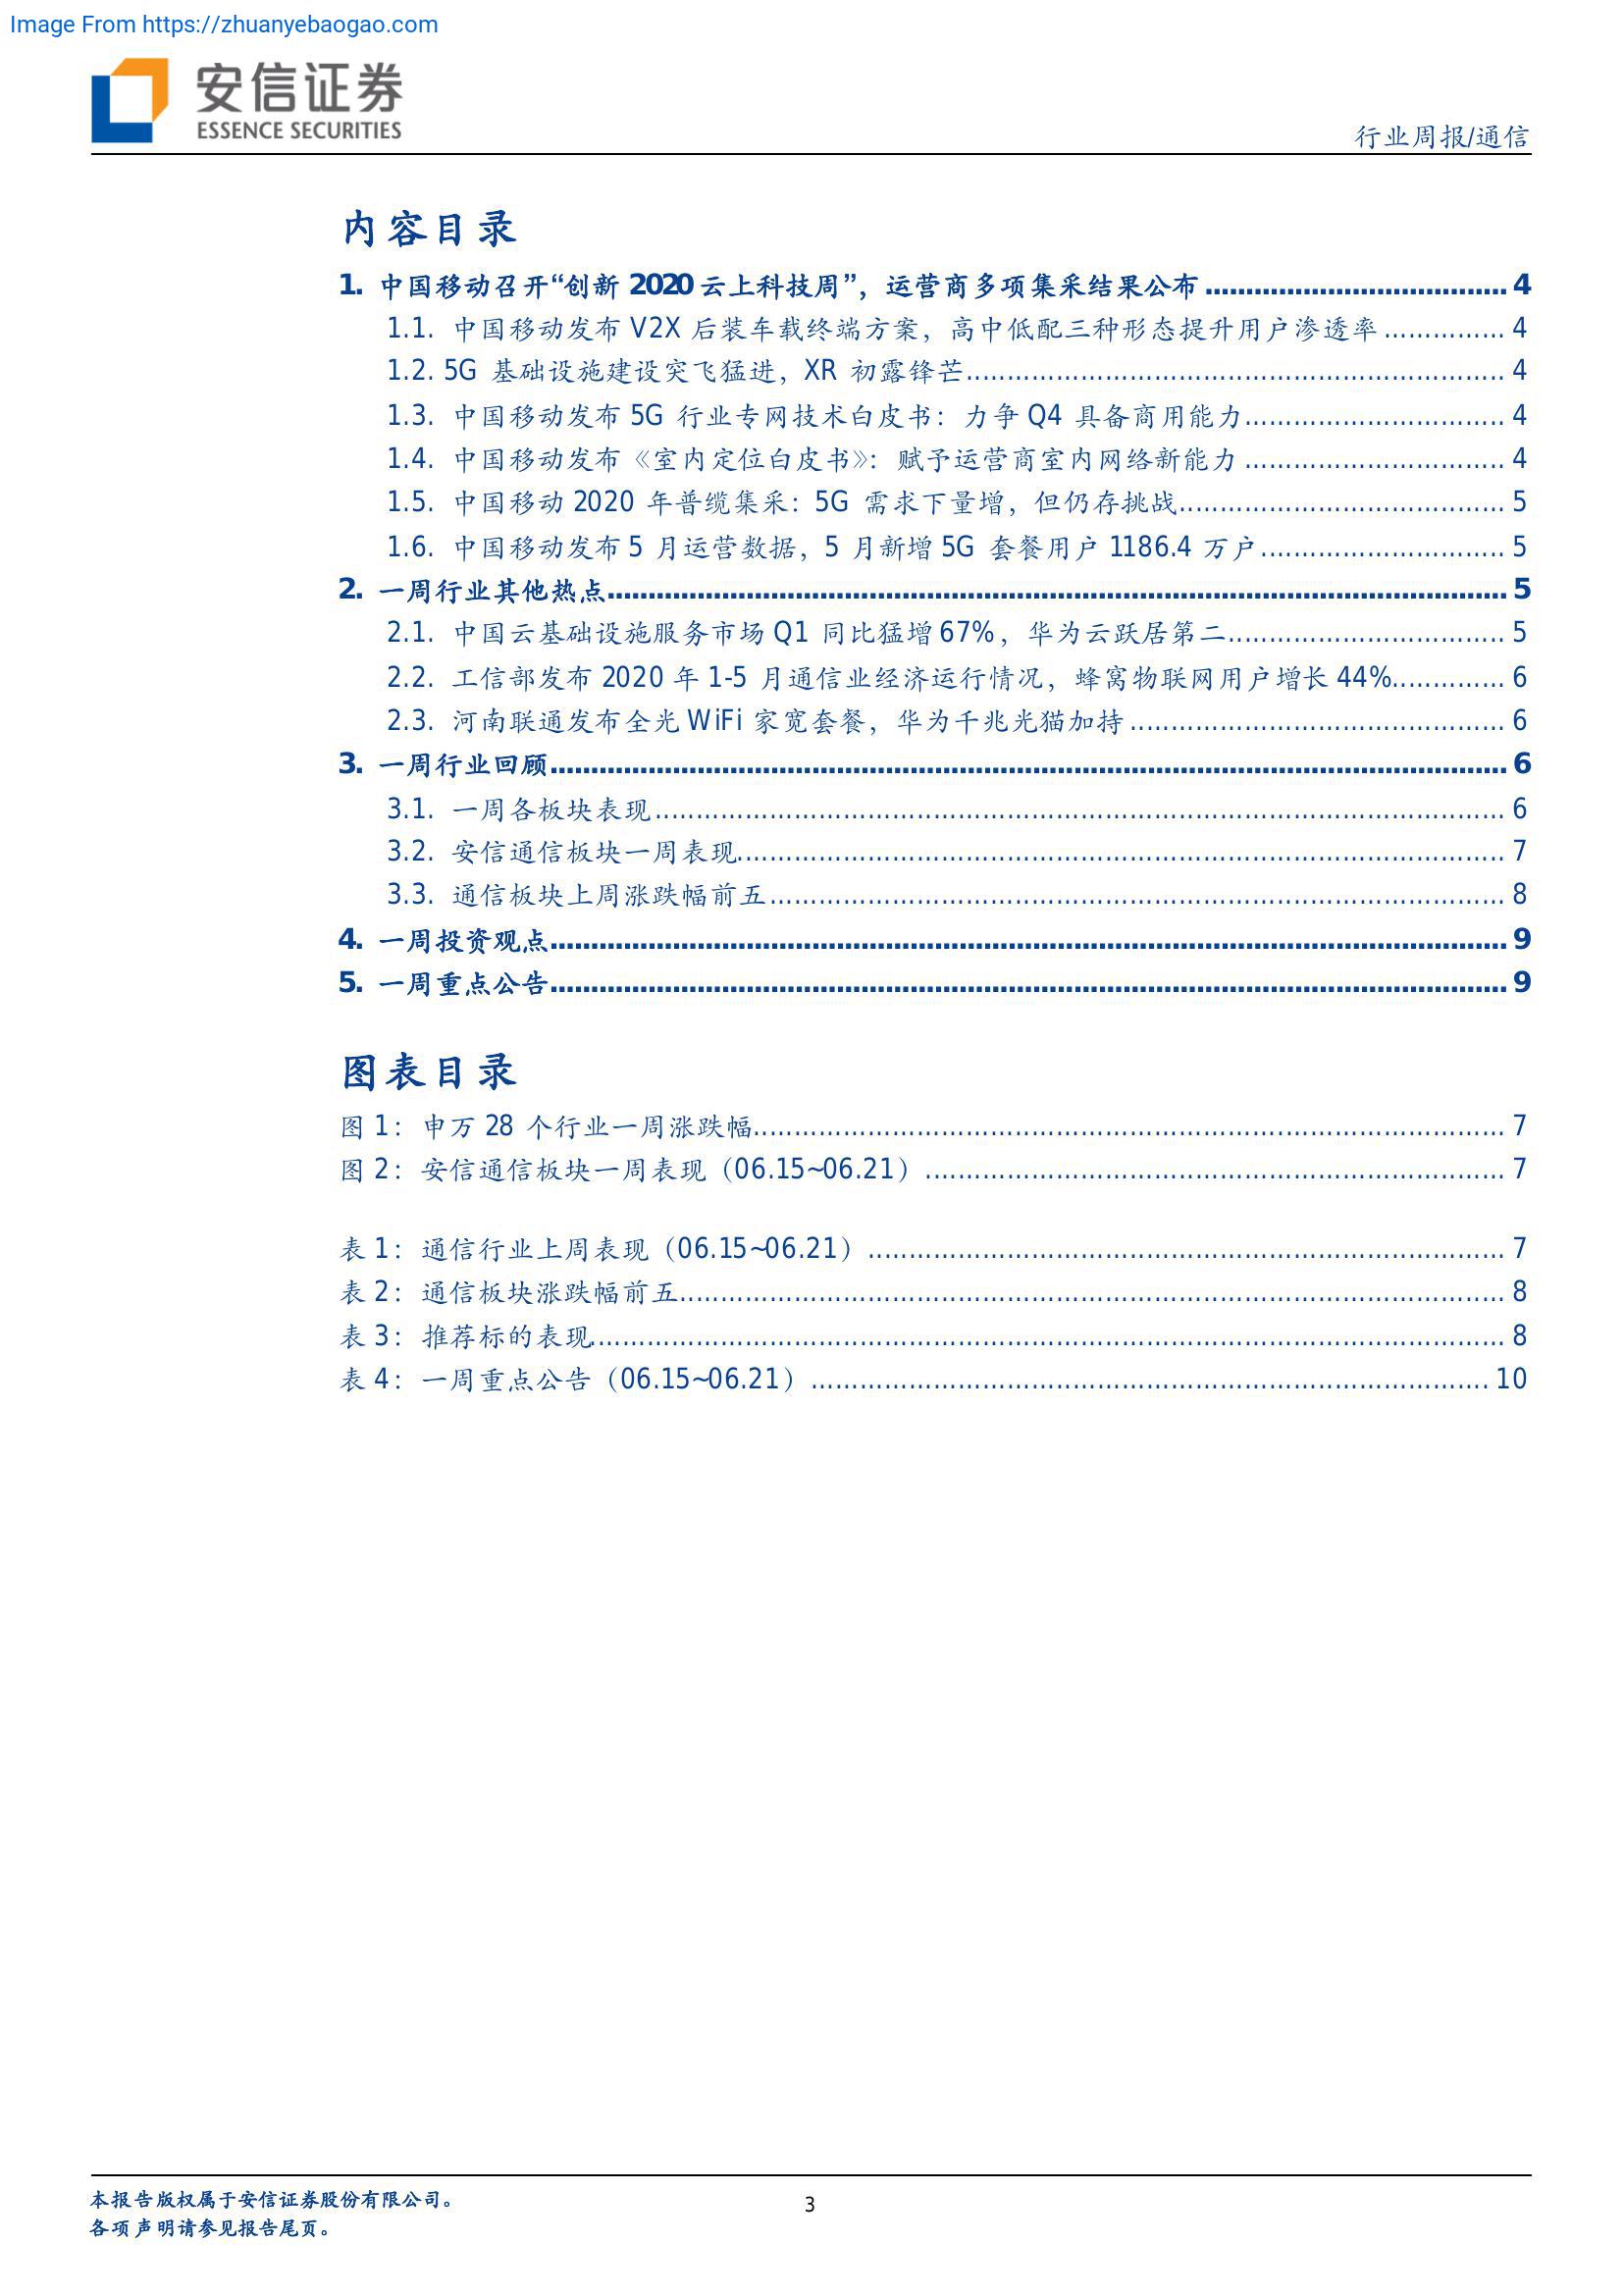 Image From https://zhuanyebaogao.com
安信证券
ESSENCE SECURITIES
行业周报/通信
内容目录
1. 中国移动召开“创新 2020 云上科技周”，运营商多项集采结果公布 ..................................... 4
1.1. 中国移动发布 V2X 后装车载终端方案，高中低配三种形态提升用户渗透率 ............... 4
1.2. 5G 基础设施建设突飞猛进，XR 初露锋芒.................................................................. 4
1.3. 中国移动发布 5G 行业专网技术白皮书：力争 Q4 具备商用能力................................ 4
1.4. 中国移动发布《室内定位白皮书》：赋予运营商室内网络新能力 ................................ 4
1.5. 中国移动 2020 年普缆集采：5G 需求下量增，但仍存挑战........................................ 5
1.6. 中国移动发布 5 月运营数据，5 月新增 5G 套餐用户 1186.4 万户.............................. 5
2. 一周行业其他热点.............................................................................................................. 5
2.1. 中国云基础设施服务市场 Q1 同比猛增 67%，华为云跃居第二.................................. 5
2.2. 工信部发布 2020 年 1-5 月通信业经济运行情况，蜂窝物联网用户增长 44%.............. 6
2.3. 河南联通发布全光 WiFi 家宽套餐，华为千兆光猫加持 .............................................. 6
3. 一周行业回顾..................................................................................................................... 6
3.1. 一周各板块表现........................................................................................................ 6
3.2. 安信通信板块一周表现.............................................................................................. 7
3.3. 通信板块上周涨跌幅前五.......................................................................................... 8
4. 一周投资观点..................................................................................................................... 9
5. 一周重点公告..................................................................................................................... 9
图表目录
图 1：申万 28 个行业一周涨跌幅............................................................................................ 7
图 2：安信通信板块一周表现（06.15~06.21）....................................................................... 7
表 1：通信行业上周表现（06.15~06.21）.............................................................................. 7
表 2：通信板块涨跌幅前五..................................................................................................... 8
表 3：推荐标的表现................................................................................................................ 8
表 4：一周重点公告（06.15~06.21）................................................................................... 10
本报告版权属于安信证券股份有限公司。
3
各项声明请参见报告尾页。